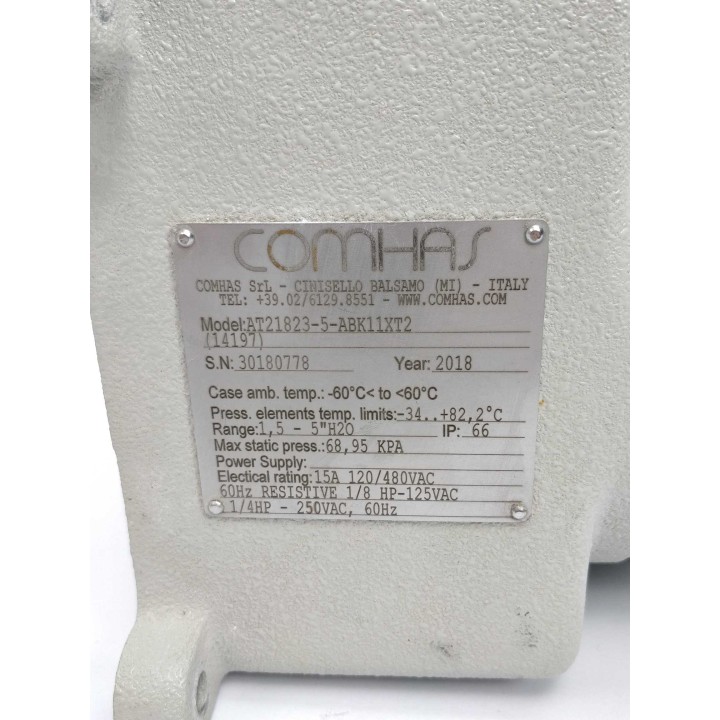 COMHAS
COMHAS SrL - CINISELLO BALSAMO (MI) - ITALY
TEL: +39.02/6129.8551 - WWW.COMHAS.COM
Model:AT21823-5-ABK11XT2
(14197)
S.N: 30180778 Year: 2018
Case amb. temp.: -60°C< to <60°C
Press. elements temp. limits:-34..+82,2°C
Range:1,5 - 5"H2O IP: 66
Max static press.:68,95 KPA
Power Supply:
Electical rating:15A 120/480VAC
60Hz RESISTIVE 1/8 HP-125VAC
1/4HP - 250VAC, 60Hz